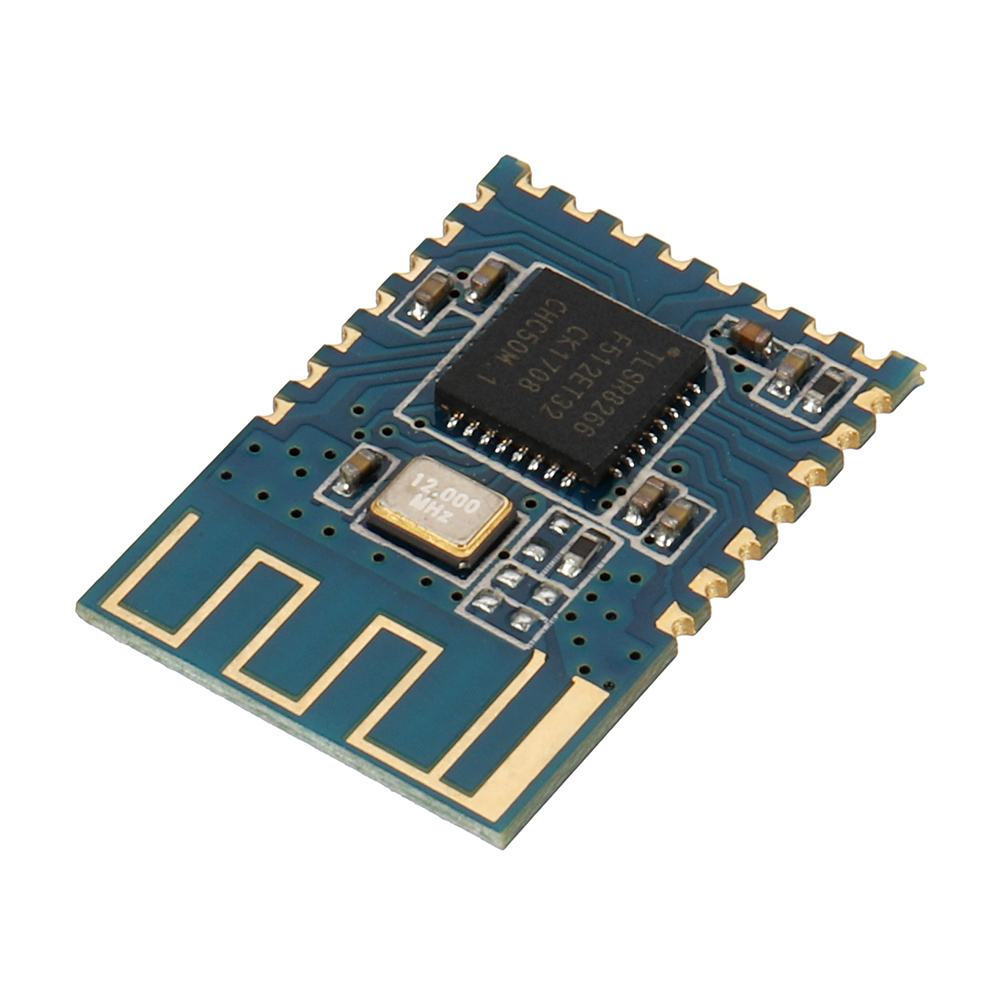 TLSR8266
F512ET32
CK1708
CHC50M.1
12.000
MHz